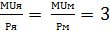 MUя/Pя = MUм/Pм = 3